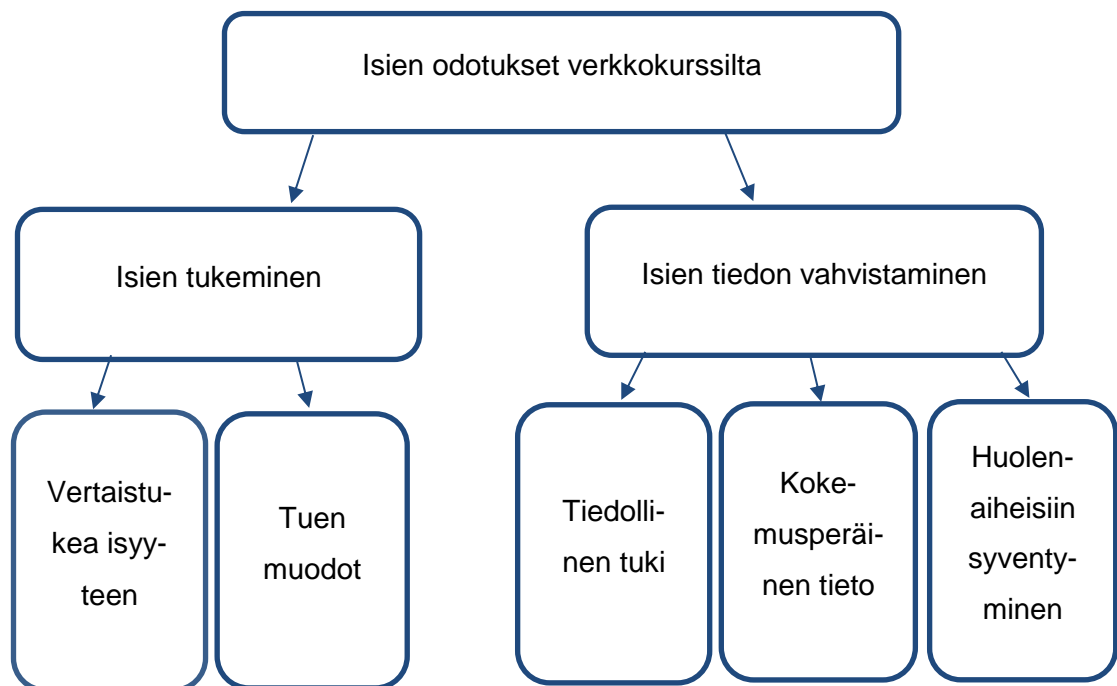 Isien odotukset verkkokurssilta
Isien tukeminen
Isien tiedon vahvistaminen
Vertaistu-
kea isyy-
teen
Tuen
muodot
Tiedolli-
nen tuki
Koke-
musperäi-
nen tieto
Huolen-
aiheisiin
syventy-
minen